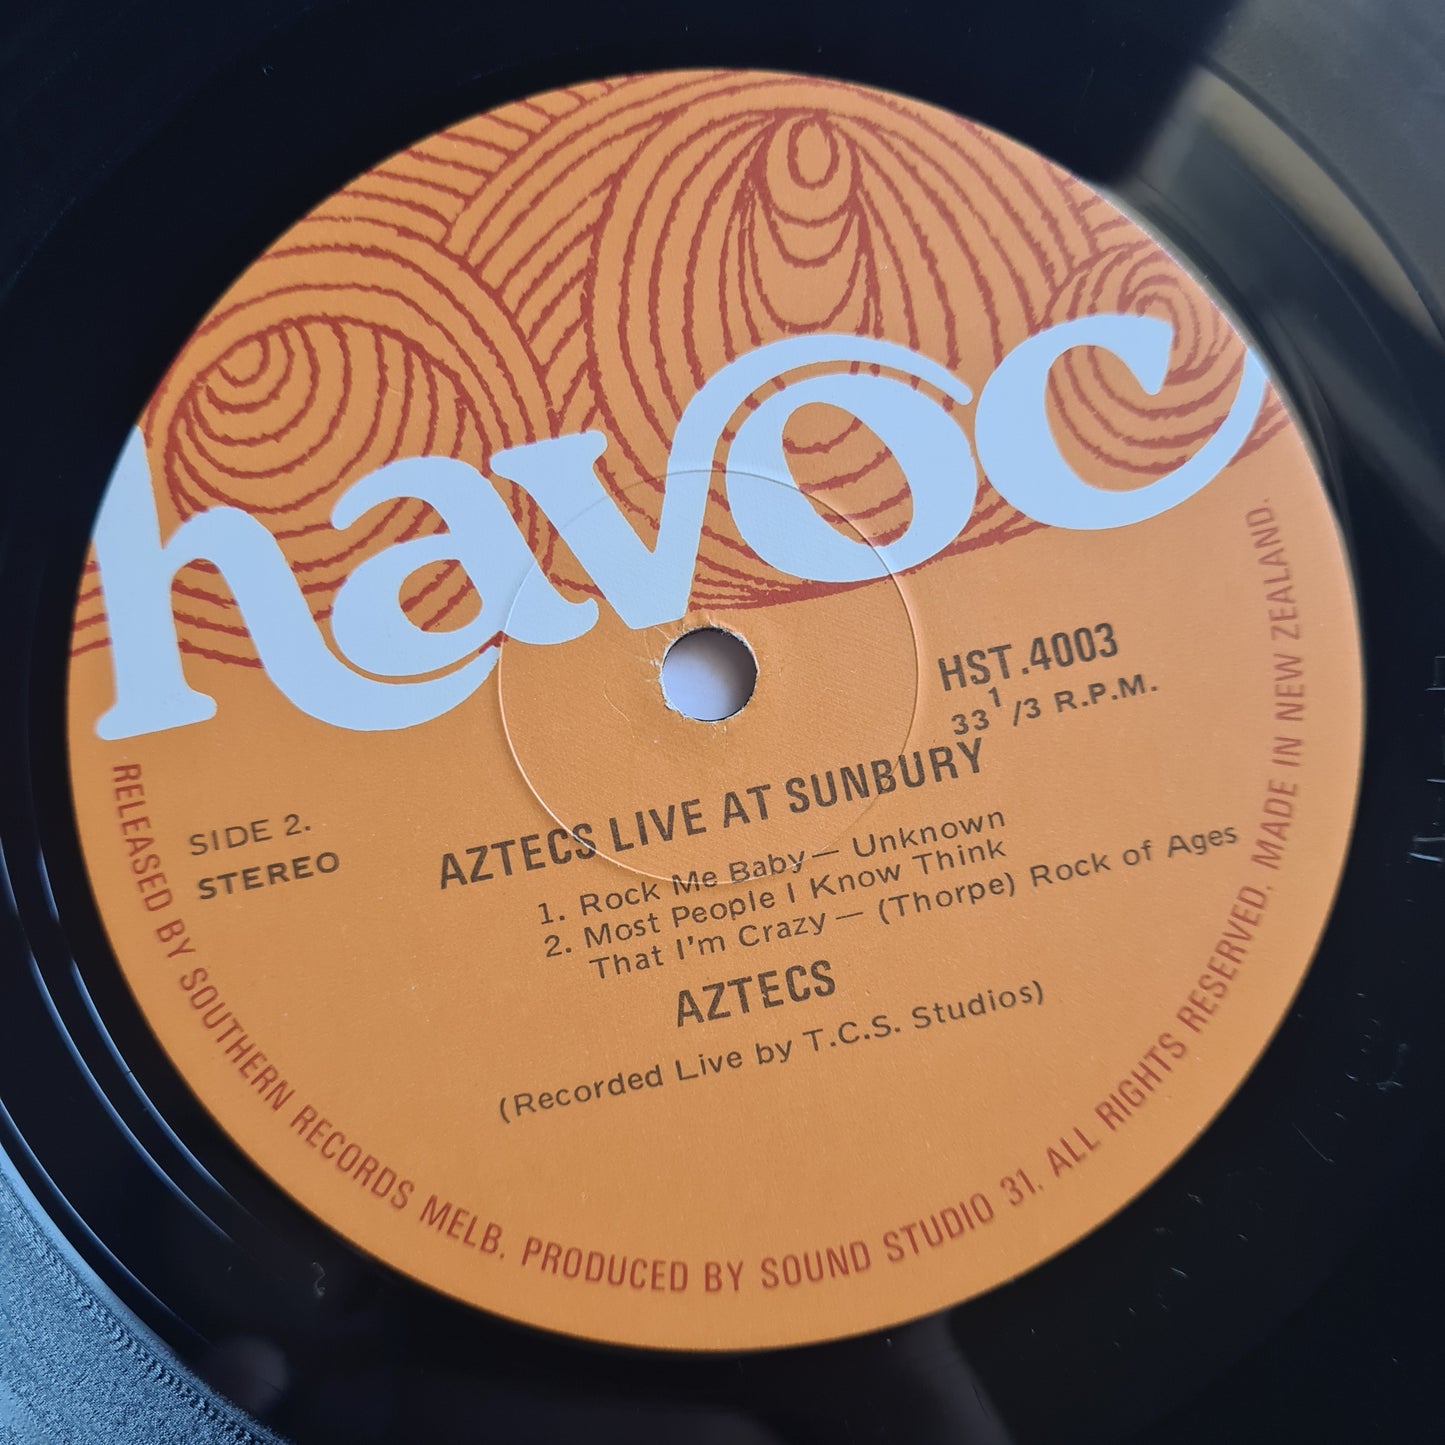 havoc
HST.4003
33 1/3 R.P.M.
SIDE 2.
STEREO
AZTECS LIVE AT SUNBURY
1. Rock Me Baby — Unknown
2. Most People I Know Think
That I'm Crazy — (Thorpe) Rock of Ages
AZTECS
(Recorded Live by T.C.S. Studios)
RELEASED BY SOUTHERN RECORDS MELB. PRODUCED BY SOUND STUDIO 31. ALL RIGHTS RESERVED. MADE IN NEW ZEALAND.